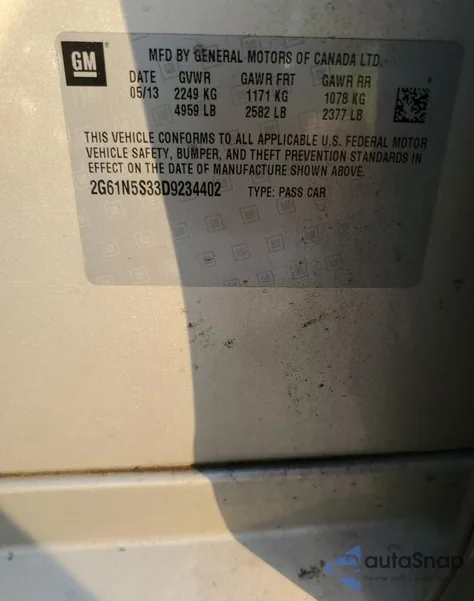 GM
MFD BY GENERAL MOTORS OF CANADA LTD.
DATE GVWR GAWR FRT GAWR RR
05/13 2249 KG 1171 KG 1078 KG
4959 LB 2582 LB 2377 LB
THIS VEHICLE CONFORMS TO ALL APPLICABLE U.S. FEDERAL MOTOR
VEHICLE SAFETY, BUMPER, AND THEFT PREVENTION STANDARDS IN
EFFECT ON THE DATE OF MANUFACTURE SHOWN ABOVE.
2G61N5S33D9234402 TYPE: PASS CAR
autoSnap